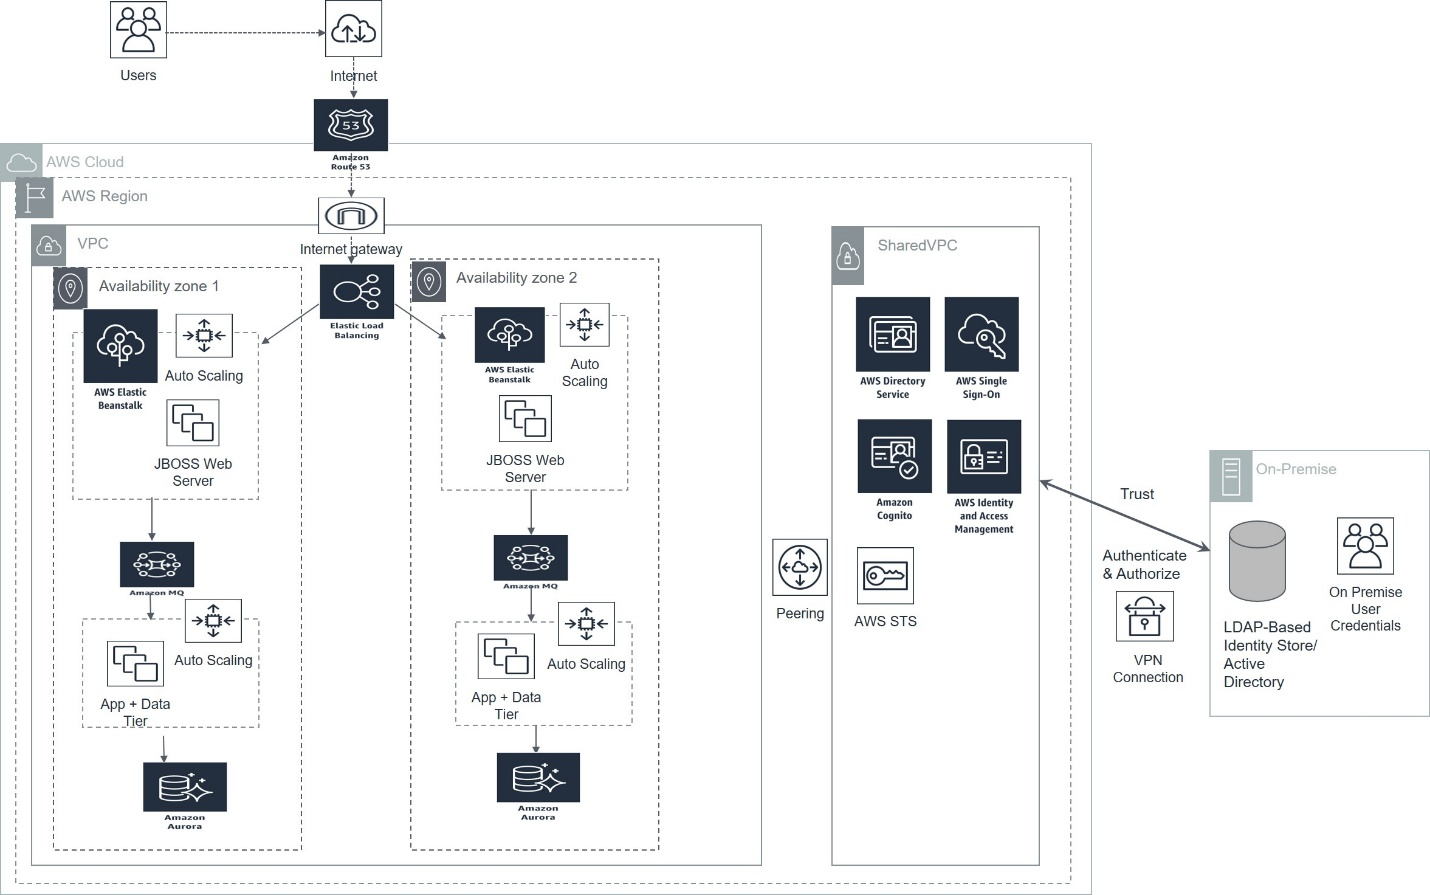 Users
Internet
53
Amazon
Route 53
AWS Cloud
AWS Region
Internet gateway
VPC
Availability zone 1
Availability zone 2
Elastic Load
Balancing
AWS Elastic
Beanstalk
Auto Scaling
JBOSS Web
Server
Amazon MQ
Auto Scaling
App + Data
Tier
Amazon
Aurora
AWS Elastic
Beanstalk
Auto
Scaling
JBOSS Web
Server
Amazon MQ
Auto Scaling
App + Data
Tier
Amazon
Aurora
Peering
SharedVPC
AWS Directory
Service
AWS Single
Sign-On
Amazon
Cognito
AWS Identity
and Access
Management
AWS STS
Trust
Authenticate
& Authorize
VPN
Connection
On-Premise
LDAP-Based
Identity Store/
Active
Directory
On Premise
User
Credentials